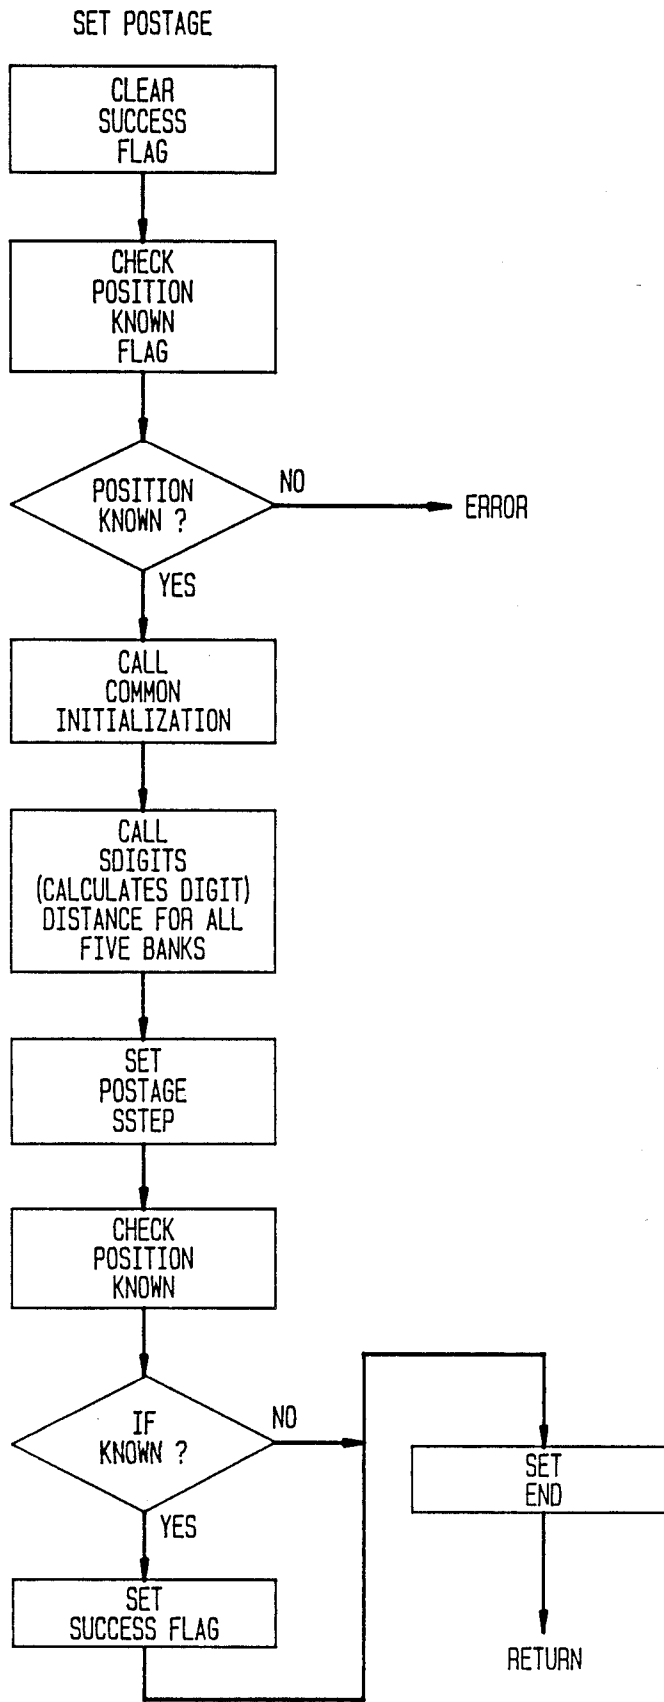 SET POSTAGE
CLEAR
SUCCESS
FLAG
CHECK
POSITION
KNOWN
FLAG
POSITION
KNOWN ?
NO
ERROR
YES
CALL
COMMON
INITIALIZATION
CALL
SDIGITS
(CALCULATES DIGIT)
DISTANCE FOR ALL
FIVE BANKS
SET
POSTAGE
SSTEP
CHECK
POSITION
KNOWN
IF
KNOWN ?
NO
YES
SET
SUCCESS FLAG
SET
END
RETURN